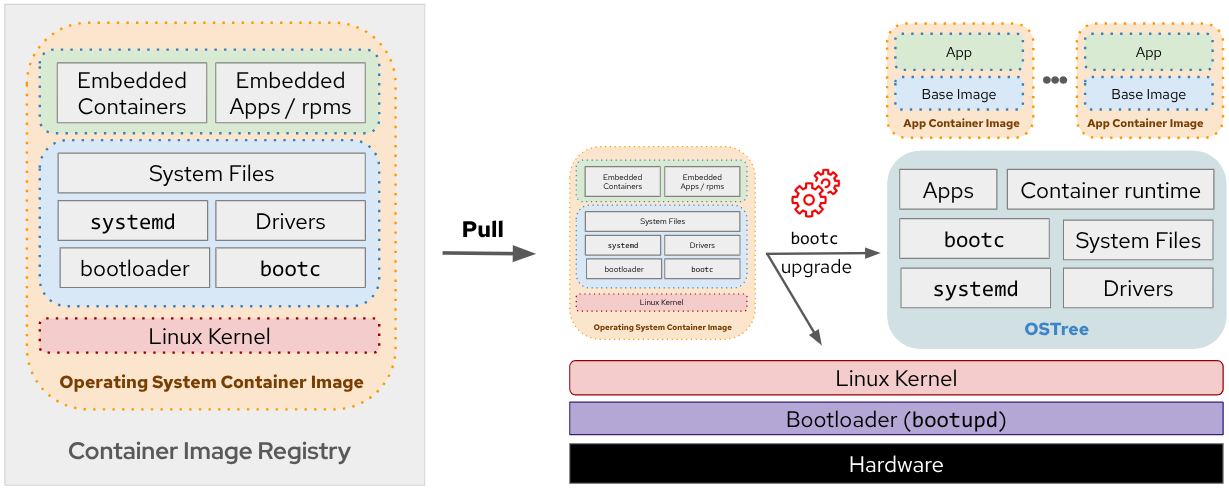 Embedded
Containers
Embedded
Apps / rpms
System Files
systemd
Drivers
bootloader
bootc
Linux Kernel
Operating System Container Image
Container Image Registry
Pull
Embedded
Containers
Embedded
Apps / rpms
System Files
systemd
Drivers
bootloader
bootc
Linux Kernel
Operating System Container Image
bootc
upgrade
App
Base Image
App Container Image
App
Base Image
App Container Image
Apps
Container runtime
bootc
System Files
systemd
Drivers
OSTree
Linux Kernel
Bootloader (bootupd)
Hardware